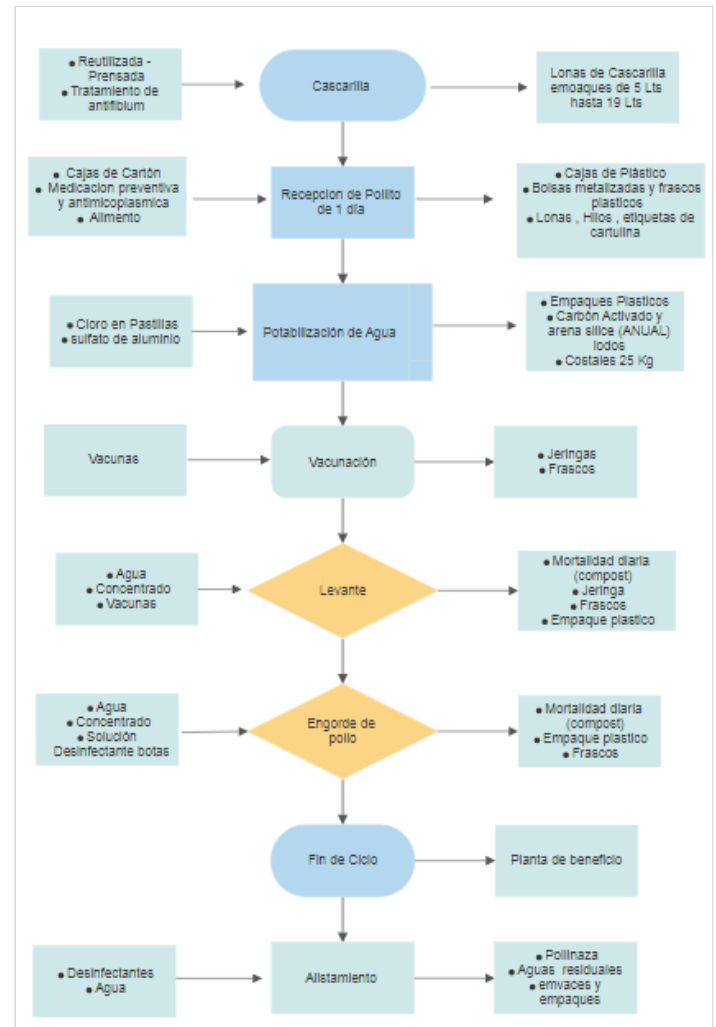 ● Reutilizada -
Prensada
● Tratamiento de
antifibium
Cascarilla
Lonas de Cascarilla
emoaques de 5 Lts
hasta 19 Lts
● Cajas de Cartón
● Medicacion preventiva
y antimicoplasmica
● Alimento
Recepcion de Pollito
de 1 dia
● Cajas de Plástico
● Bolsas metalizadas y frascos
plasticos
● Lonas , Hilos , etiquetas de
cartulina
● Cloro en Pastillas
● sulfato de aluminio
Potabilización de Agua
● Empaques Plasticos
● Carbón Activado y
arena silice (ANUAL)
lodos
● Costales 25 Kg
Vacunas
Vacunación
● Jeringas
● Frascos
● Agua
● Concentrado
● Vacunas
Levante
● Mortalidad diaria
(compost)
● Jeringa
● Frascos
● Empaque plastico
● Agua
● Concentrado
● Solución
Desinfectante botas
Engorde de
pollo
● Mortalidad diaria
(compost)
● Empaque plastico
● Frascos
Fin de Ciclo
Planta de beneficio
● Desinfectantes
● Agua
Alistamiento
● Pollinaza
● Aguas residuales
● emvaces y
empaques